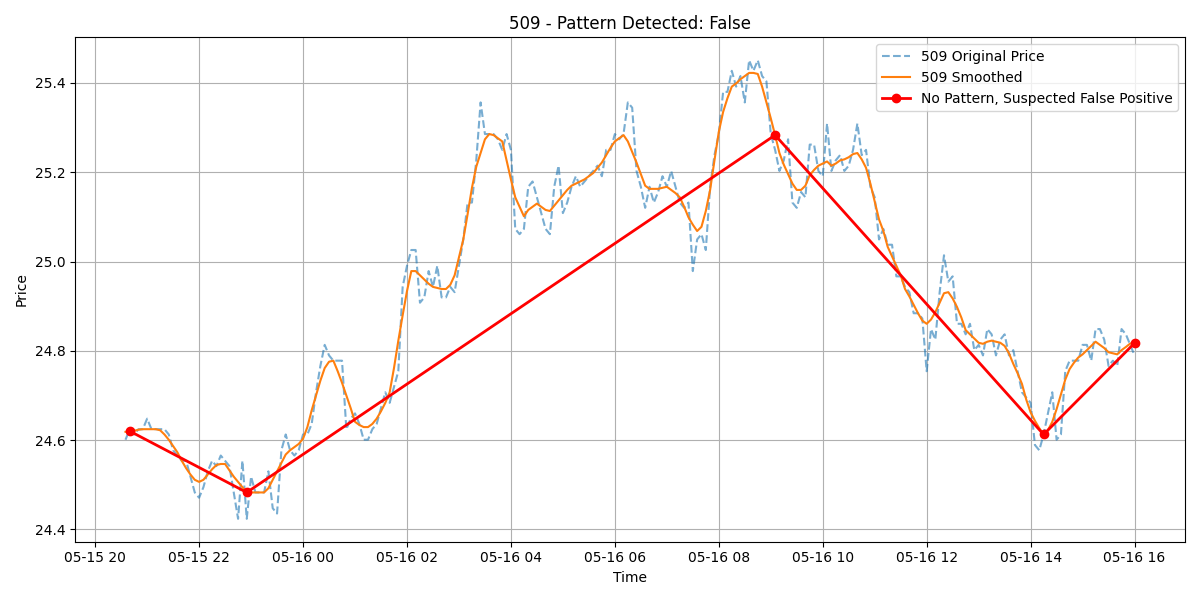 509 - Pattern Detected: False
509 Original Price
509 Smoothed
No Pattern, Suspected False Positive
Price
25.4
25.2
25.0
24.8
24.6
24.4
05-15 20 05-15 22 05-16 00 05-16 02 05-16 04 05-16 06 05-16 08 05-16 10 05-16 12 05-16 14 05-16 16
Time